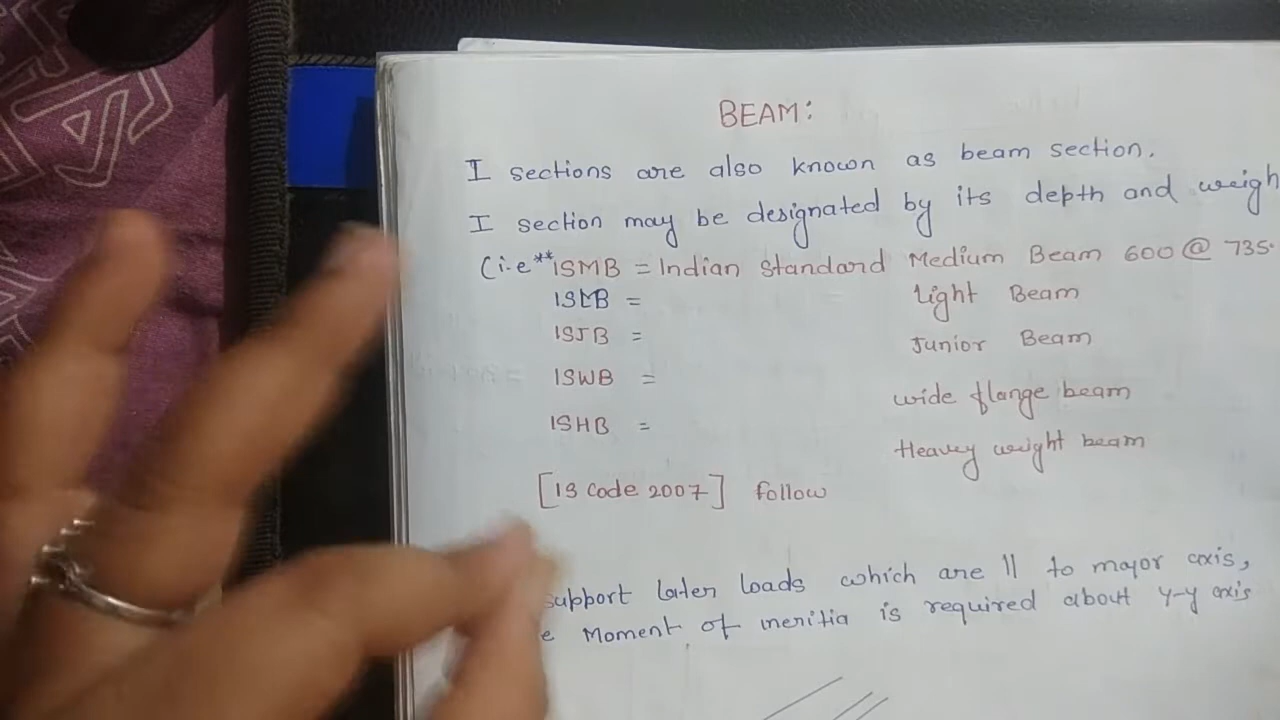 BEAM:
I sections are also known as beam section.
I section may be designated by its depth and weigh
(i.e **ISMB = Indian Standard Medium Beam 600 @ 735.
ISLB = Light Beam
ISJB = Junior Beam
ISWB = wide flange beam
ISHB = Heavy weight beam
[IS Code 2007] follow
support later loads which are || to major axis,
e Moment of ineritia is required about y-y axis